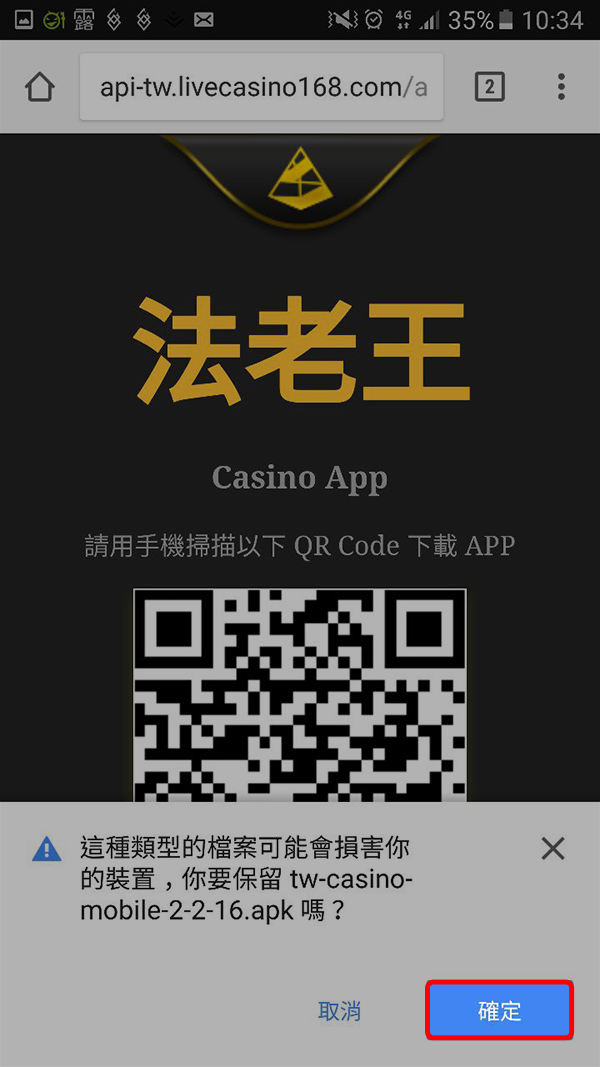 露 4G 35% 10:34
api-tw.livecasino168.com/a 2
法老王
Casino App
請用手機掃描以下 QR Code 下載 APP
這種類型的檔案可能會損害你
的裝置，你要保留 tw-casino-
mobile-2-2-16.apk 嗎？
取消 確定